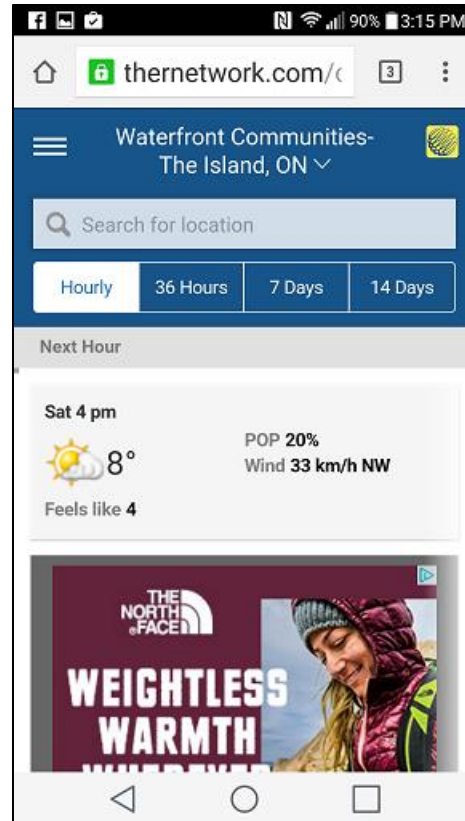 90% 3:15 PM
thernetwork.com/
3
Waterfront Communities-
The Island, ON
Search for location
Hourly 36 Hours 7 Days 14 Days
Next Hour
Sat 4 pm
8°
POP 20%
Wind 33 km/h NW
Feels like 4
THE
NORTH
FACE
WEIGHTLESS
WARMTH